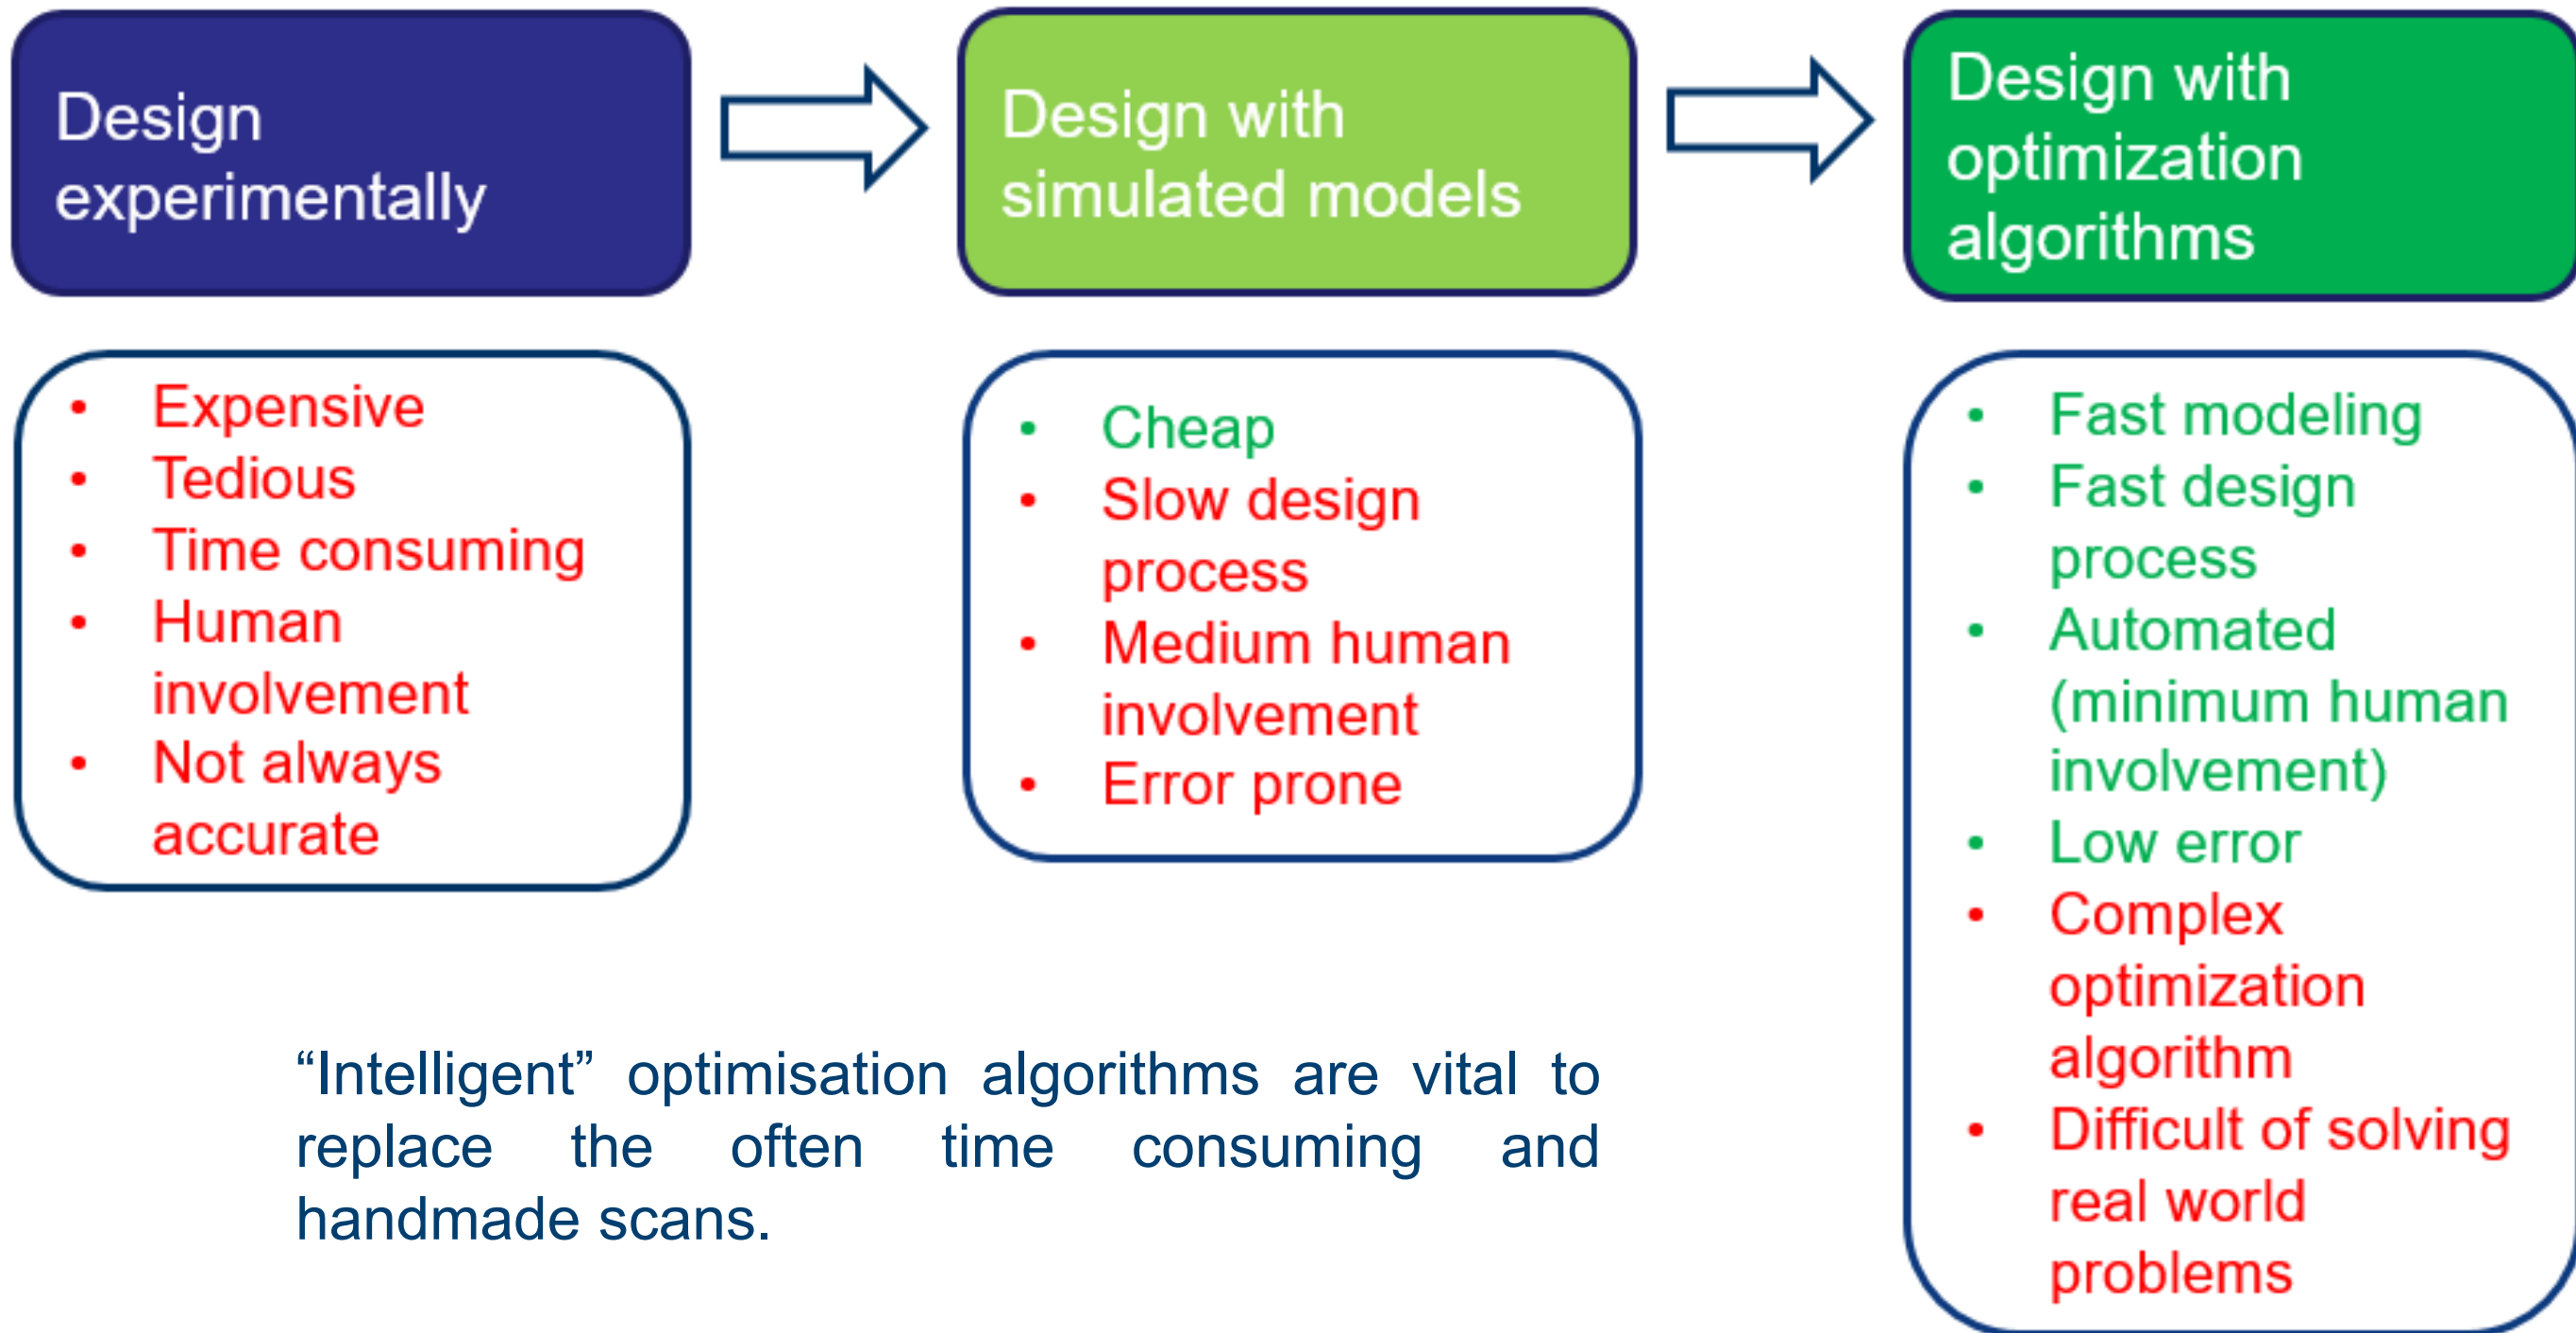 Design
experimentally
Design with
simulated models
Design with
optimization
algorithms
• Expensive
• Tedious
• Time consuming
• Human
involvement
• Not always
accurate
• Cheap
• Slow design
process
• Medium human
involvement
• Error prone
• Fast modeling
• Fast design
process
• Automated
(minimum human
involvement)
• Low error
• Complex
optimization
algorithm
• Difficult of solving
real world
problems
“Intelligent” optimisation algorithms are vital to
replace the often time consuming and
handmade scans.